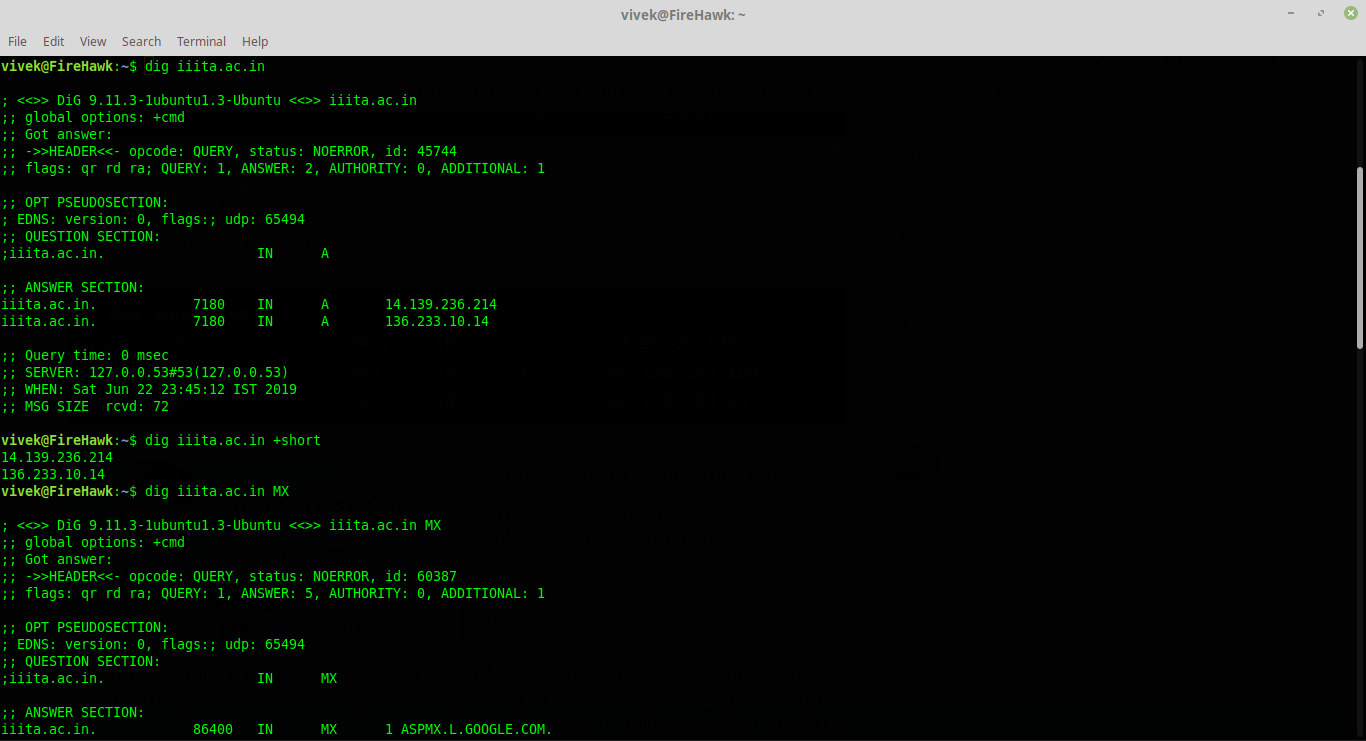 vivek@FireHawk: ~
File Edit View Search Terminal Help
vivek@FireHawk:~$ dig iiita.ac.in
; <<>> DiG 9.11.3-1ubuntu1.3-Ubuntu <<>> iiita.ac.in
;; global options: +cmd
;; Got answer:
;; ->>HEADER<<- opcode: QUERY, status: NOERROR, id: 45744
;; flags: qr rd ra; QUERY: 1, ANSWER: 2, AUTHORITY: 0, ADDITIONAL: 1
;; OPT PSEUDOSECTION:
; EDNS: version: 0, flags:; udp: 65494
;; QUESTION SECTION:
;iiita.ac.in. IN A
;; ANSWER SECTION:
iiita.ac.in. 7180 IN A 14.139.236.214
iiita.ac.in. 7180 IN A 136.233.10.14
;; Query time: 0 msec
;; SERVER: 127.0.0.53#53(127.0.0.53)
;; WHEN: Sat Jun 22 23:45:12 IST 2019
;; MSG SIZE rcvd: 72
vivek@FireHawk:~$ dig iiita.ac.in +short
14.139.236.214
136.233.10.14
vivek@FireHawk:~$ dig iiita.ac.in MX
; <<>> DiG 9.11.3-1ubuntu1.3-Ubuntu <<>> iiita.ac.in MX
;; global options: +cmd
;; Got answer:
;; ->>HEADER<<- opcode: QUERY, status: NOERROR, id: 60387
;; flags: qr rd ra; QUERY: 1, ANSWER: 5, AUTHORITY: 0, ADDITIONAL: 1
;; OPT PSEUDOSECTION:
; EDNS: version: 0, flags:; udp: 65494
;; QUESTION SECTION:
;iiita.ac.in. IN MX
;; ANSWER SECTION:
iiita.ac.in. 86400 IN MX 1 ASPMX.L.GOOGLE.COM.